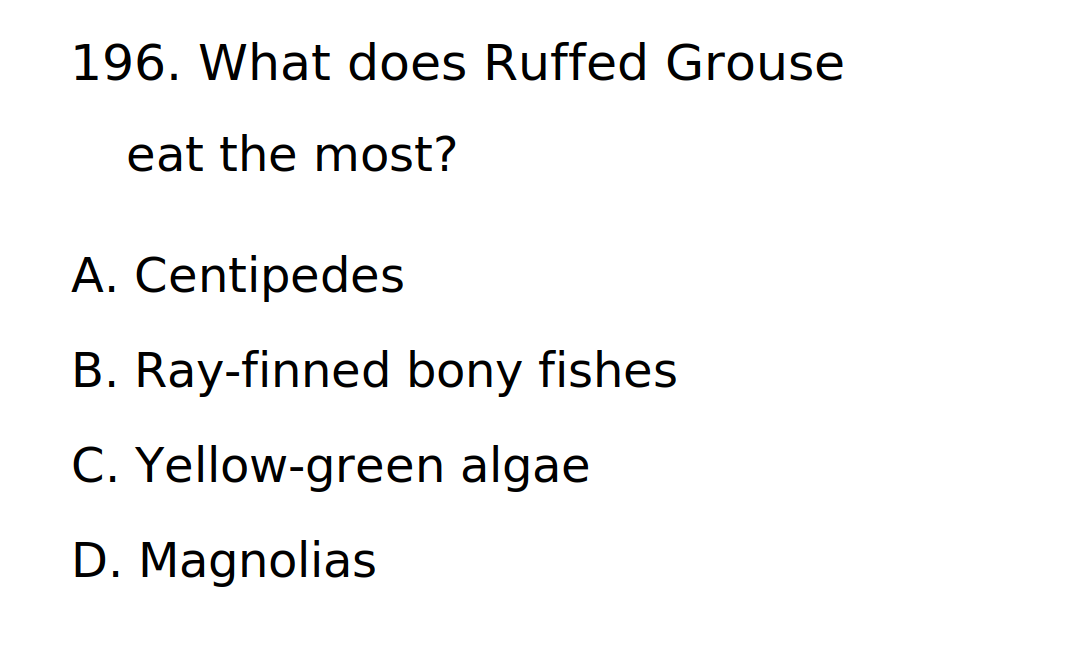 196. What does Ruffed Grouse
eat the most?
A. Centipedes
B. Ray-finned bony fishes
C. Yellow-green algae
D. Magnolias